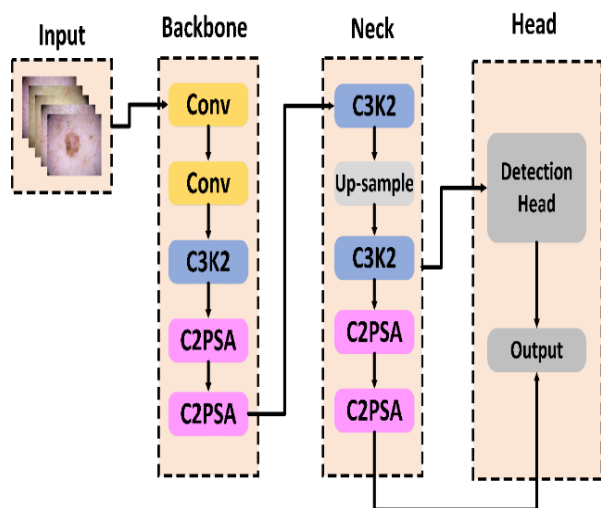 Input
Backbone
Conv
Conv
C3K2
C2PSA
C2PSA
Neck
C3K2
Up-sample
C3K2
C2PSA
C2PSA
Head
Detection
Head
Output